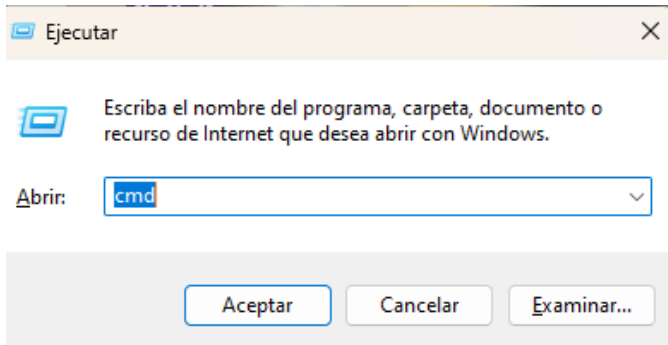 Ejecutar
Escriba el nombre del programa, carpeta, documento o
recurso de Internet que desea abrir con Windows.
Abrir: cmd
Aceptar Cancelar Examinar...